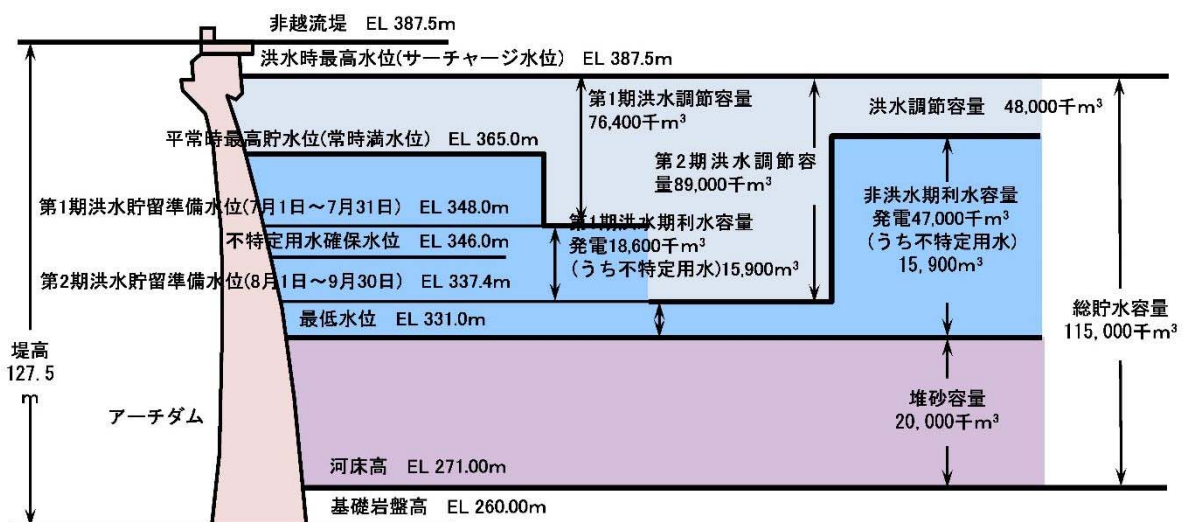 非越流堤 EL 387.5m
洪水時最高水位(サーチャージ水位) EL 387.5m
第1期洪水調節容量
76,400千m³
洪水調節容量 48,000千m³
平常時最高貯水位(常時満水位) EL 365.0m
第2期洪水調節容
量89,000千m³
非洪水期利水容量
発電47,000千m³
(うち不特定用水)
15,900m³
第1期洪水貯留準備水位(7月1日～7月31日) EL 348.0m
第1期洪水期利水容量
発電18,600千m³
(うち不特定用水)15,900m³
不特定用水確保水位 EL 346.0m
第2期洪水貯留準備水位(8月1日～9月30日) EL 337.4m
最低水位 EL 331.0m
総貯水容量
115,000千m³
堤高
127.5
m
アーチダム
堆砂容量
20,000千m³
河床高 EL 271.00m
基礎岩盤高 EL 260.00m